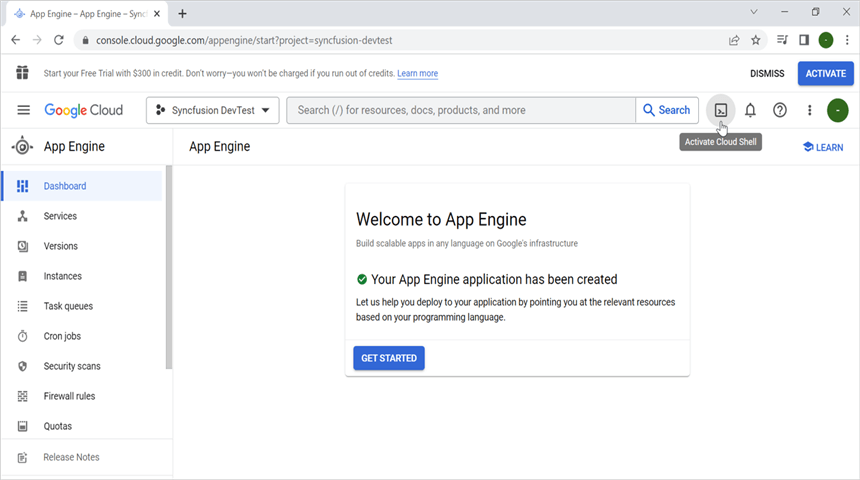 App Engine – App Engine – Sync
console.cloud.google.com/appengine/start?project=syncfusion-devtest
Start your Free Trial with $300 in credit. Don't worry—you won't be charged if you run out of credits. Learn more
DISMISS
ACTIVATE
Google Cloud
Syncfusion DevTest
Search (/) for resources, docs, products, and more
Search
Activate Cloud Shell
App Engine
App Engine
LEARN
Dashboard
Services
Versions
Instances
Task queues
Cron jobs
Security scans
Firewall rules
Quotas
Release Notes
Welcome to App Engine
Build scalable apps in any language on Google's infrastructure
Your App Engine application has been created
Let us help you deploy to your application by pointing you at the relevant resources
based on your programming language.
GET STARTED